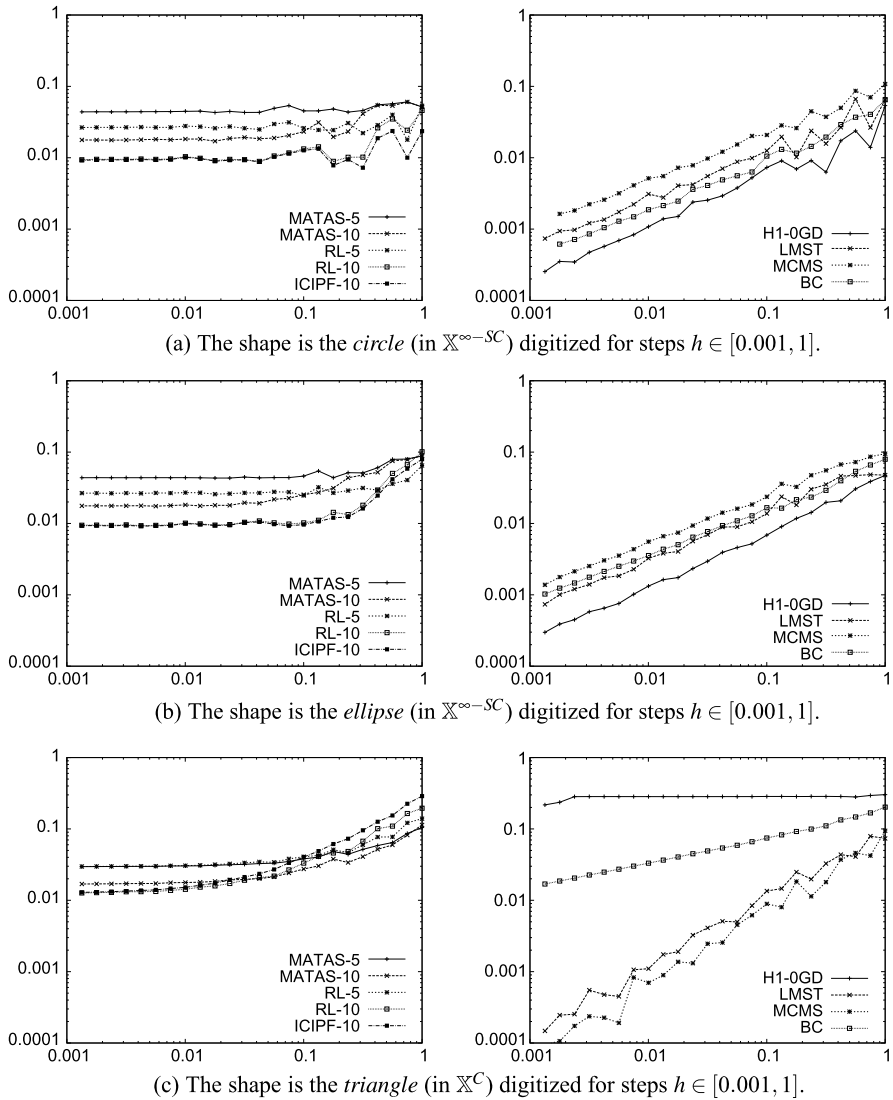 1
0.1
0.01
0.001
0.0001
0.001
0.01
0.1
1
MATAS-5
MATAS-10
RL-5
RL-10
ICIPF-10
1
0.1
0.01
0.001
0.0001
0.001
0.01
0.1
1
H1-0GD
LMST
MCMS
BC
(a) The shape is the circle (in 𝕏^{∞−SC}) digitized for steps h ∈ [0.001, 1].
1
0.1
0.01
0.001
0.0001
0.001
0.01
0.1
1
MATAS-5
MATAS-10
RL-5
RL-10
ICIPF-10
1
0.1
0.01
0.001
0.0001
0.001
0.01
0.1
1
H1-0GD
LMST
MCMS
BC
(b) The shape is the ellipse (in 𝕏^{∞−SC}) digitized for steps h ∈ [0.001, 1].
1
0.1
0.01
0.001
0.0001
0.001
0.01
0.1
1
MATAS-5
MATAS-10
RL-5
RL-10
ICIPF-10
1
0.1
0.01
0.001
0.0001
0.001
0.01
0.1
1
H1-0GD
LMST
MCMS
BC
(c) The shape is the triangle (in 𝕏^C) digitized for steps h ∈ [0.001, 1].